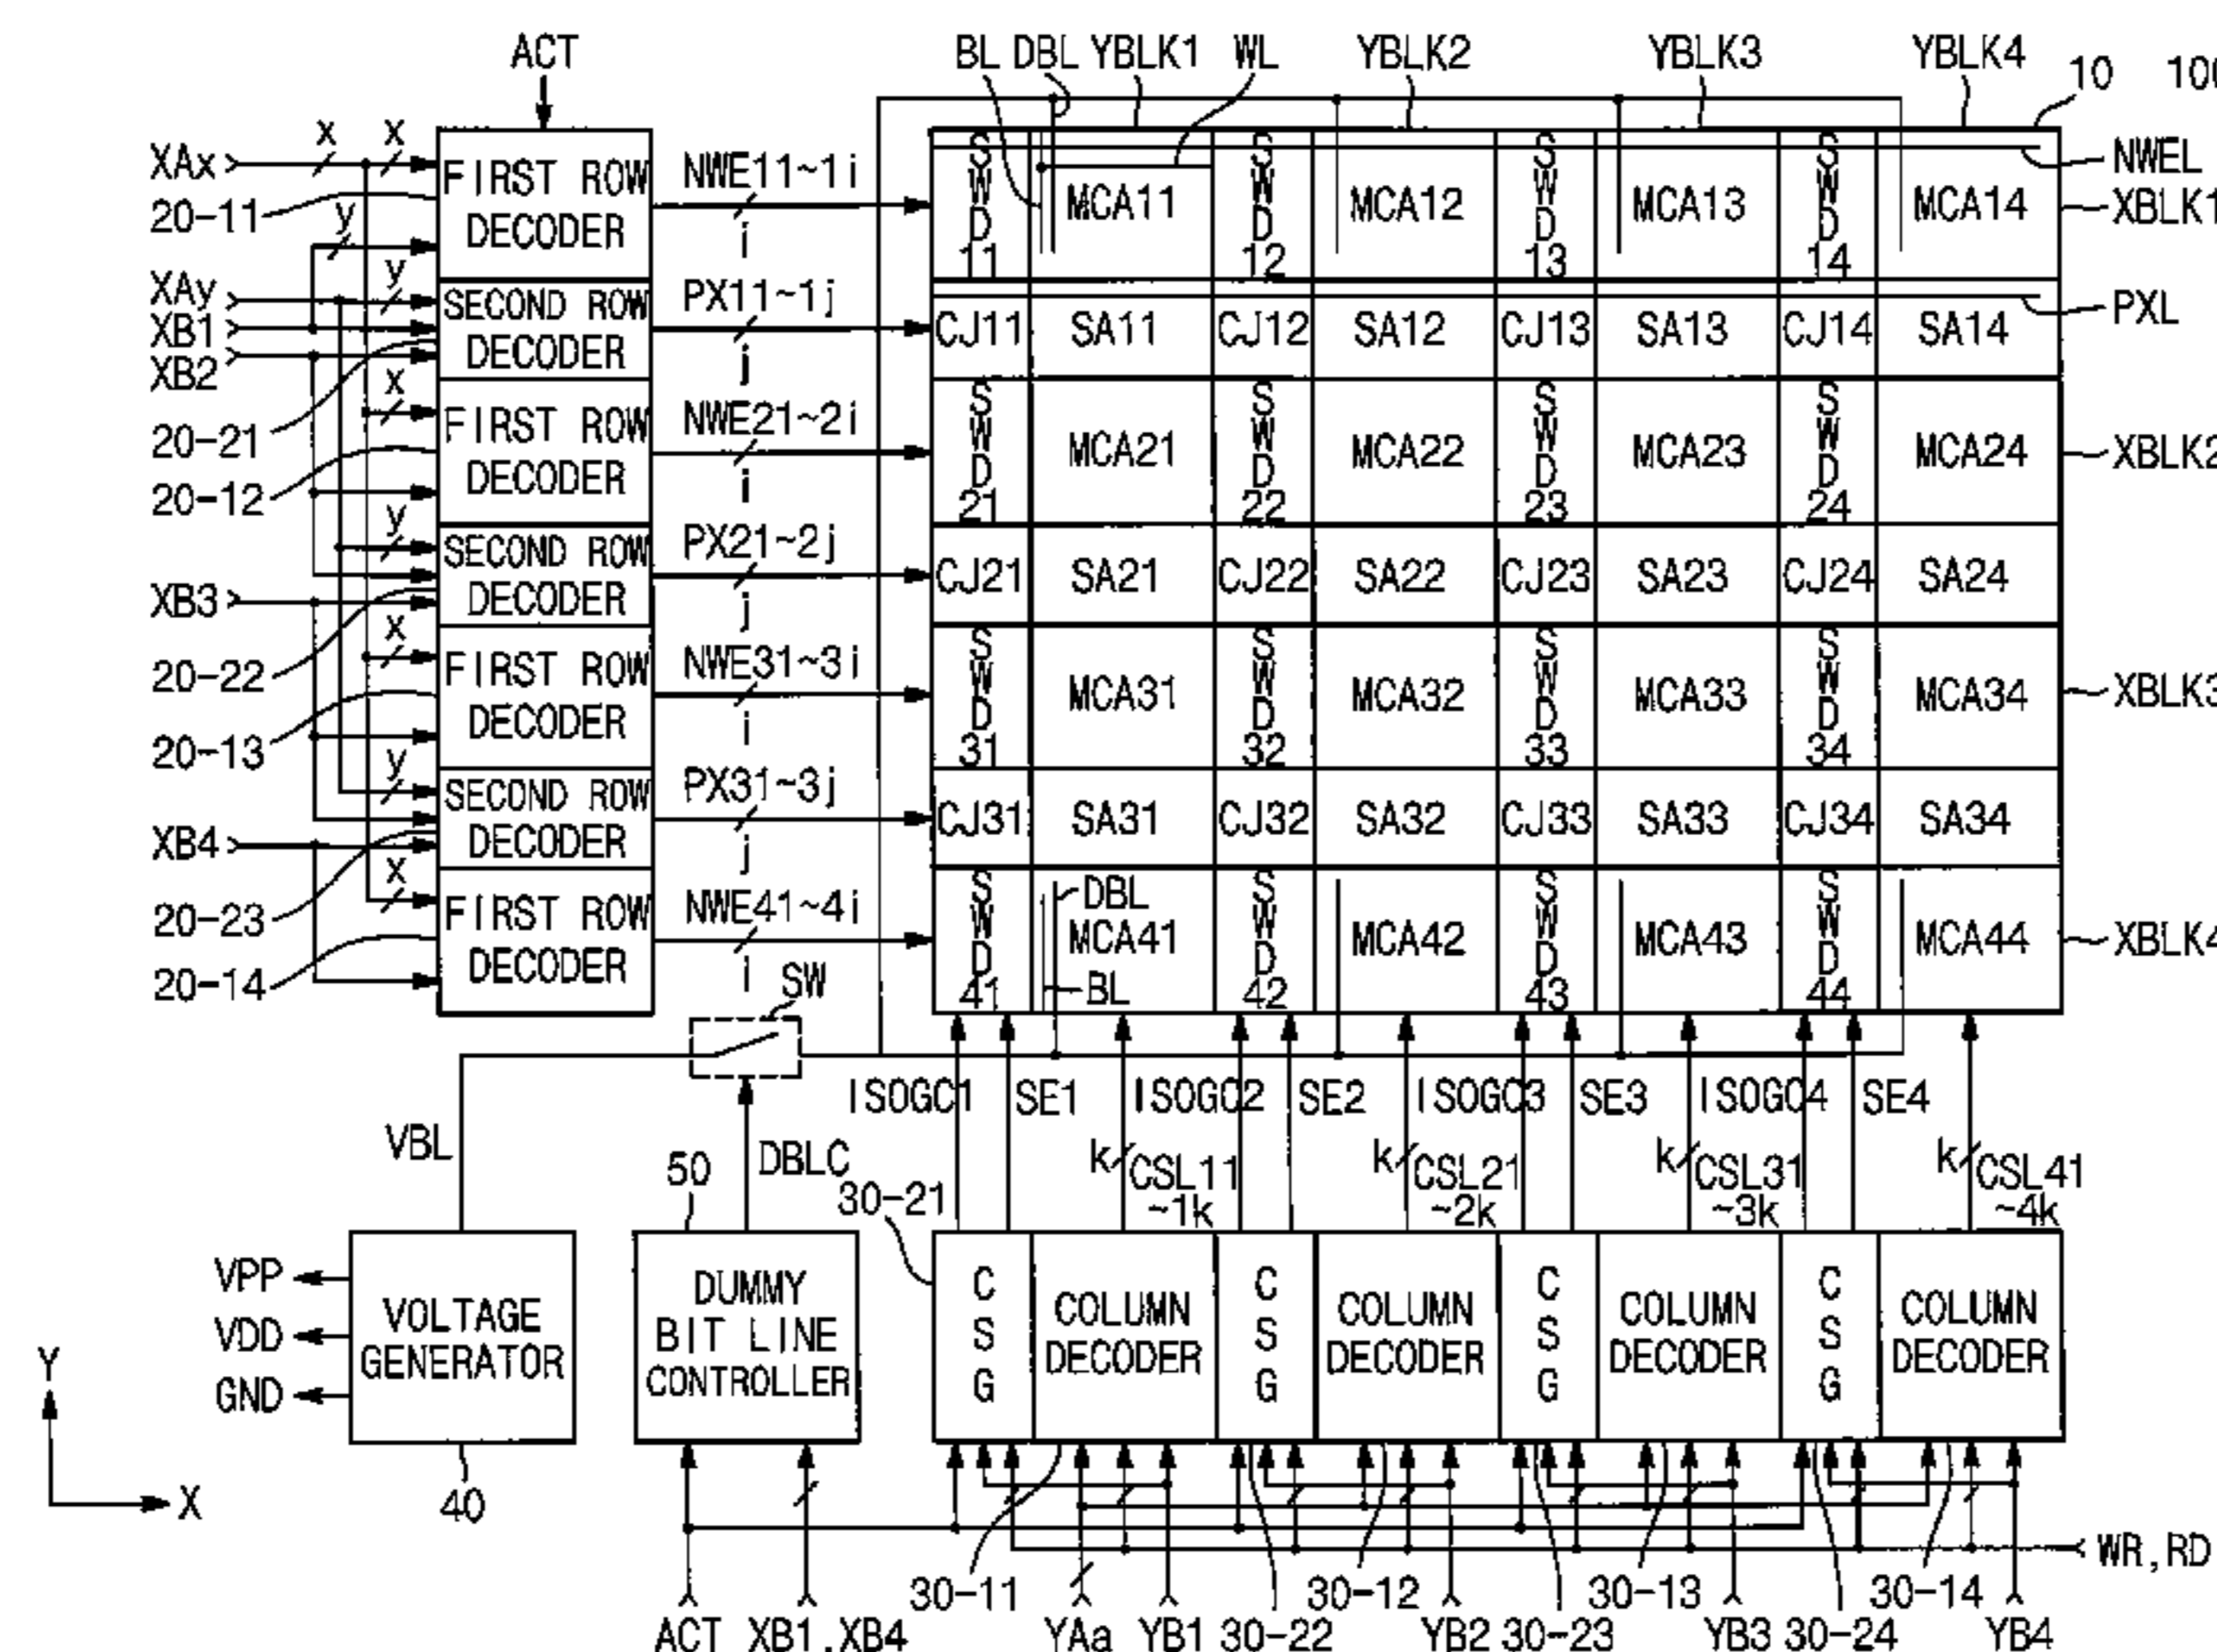 ACT
BL DBL YBLK1 WL YBLK2 YBLK3 YBLK4 10
XAx x x
FIRST ROW DECODER
NWE11~1i
i
20-11
y
SWD 11 MCA11 SWD 12 MCA12 SWD 13 MCA13 SWD 14 MCA14
NWEL
XBLK1
XAy y
XB1
XB2
SECOND ROW DECODER
PX11~1j
j
CJ11 SA11 CJ12 SA12 CJ13 SA13 CJ14 SA14
PXL
x
20-21
FIRST ROW DECODER
NWE21~2i
i
20-12
SWD 21 MCA21 SWD 22 MCA22 SWD 23 MCA23 SWD 24 MCA24
XBLK2
y
SECOND ROW DECODER
PX21~2j
j
XB3
CJ21 SA21 CJ22 SA22 CJ23 SA23 CJ24 SA24
20-22
x
FIRST ROW DECODER
NWE31~3i
i
20-13
SWD 31 MCA31 SWD 32 MCA32 SWD 33 MCA33 SWD 34 MCA34
XBLK3
y
SECOND ROW DECODER
PX31~3j
j
XB4
CJ31 SA31 CJ32 SA32 CJ33 SA33 CJ34 SA34
20-23
x
FIRST ROW DECODER
NWE41~4i
i
20-14
SWD 41 DBL MCA41 BL SWD 42 MCA42 SWD 43 MCA43 SWD 44 MCA44
XBLK4
SW
ISOGC1 SE1 ISOGC2 SE2 ISOGC3 SE3 ISOGC4 SE4
VBL
50
DBLC
30-21
k CSL11 ~1k
k CSL21 ~2k
k CSL31 ~3k
k CSL41 ~4k
VPP
VDD
GND
VOLTAGE GENERATOR
40
DUMMY BIT LINE CONTROLLER
CSG COLUMN DECODER CSG COLUMN DECODER CSG COLUMN DECODER CSG COLUMN DECODER
Y
X
WR,RD
30-11 30-12 30-13 30-14
ACT XB1,XB4 YAa YB1 30-22 YB2 30-23 YB3 30-24 YB4